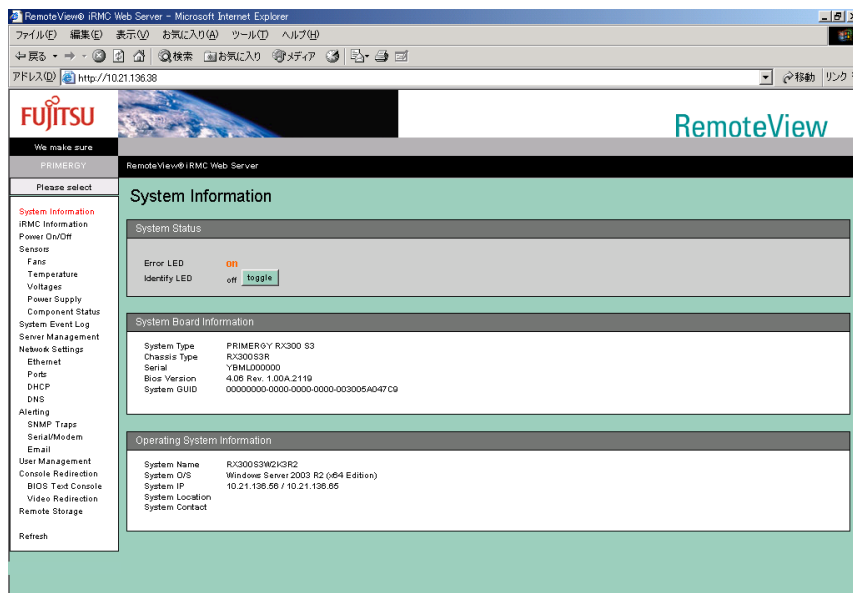 RemoteView® iRMC Web Server - Microsoft Internet Explorer
ファイル(F) 編集(E) 表示(V) お気に入り(A) ツール(T) ヘルプ(H)
戻る 検索 お気に入り メディア
アドレス(D) http://10.21.136.38 移動 リンク
FUJITSU
RemoteView
We make sure
PRIMERGY
RemoteView® iRMC Web Server
Please select
System Information
iRMC Information
Power On/Off
Sensors
Fans
Temperature
Voltages
Power Supply
Component Status
System Event Log
Server Management
Network Settings
Ethernet
Ports
DHCP
DNS
Alerting
SNMP Traps
Serial/Modem
Email
User Management
Console Redirection
BIOS Text Console
Video Redirection
Remote Storage
Refresh
System Information
System Status
Error LED on
Identify LED off toggle
System Board Information
System Type PRIMERGY RX300 S3
Chassis Type RX300S3R
Serial YBML000000
Bios Version 4.06 Rev. 1.00A.2119
System GUID 00000000-0000-0000-0000-003005A047C9
Operating System Information
System Name RX300S3W2K3R2
System O/S Windows Server 2003 R2 (x64 Edition)
System IP 10.21.136.56 / 10.21.136.65
System Location
System Contact